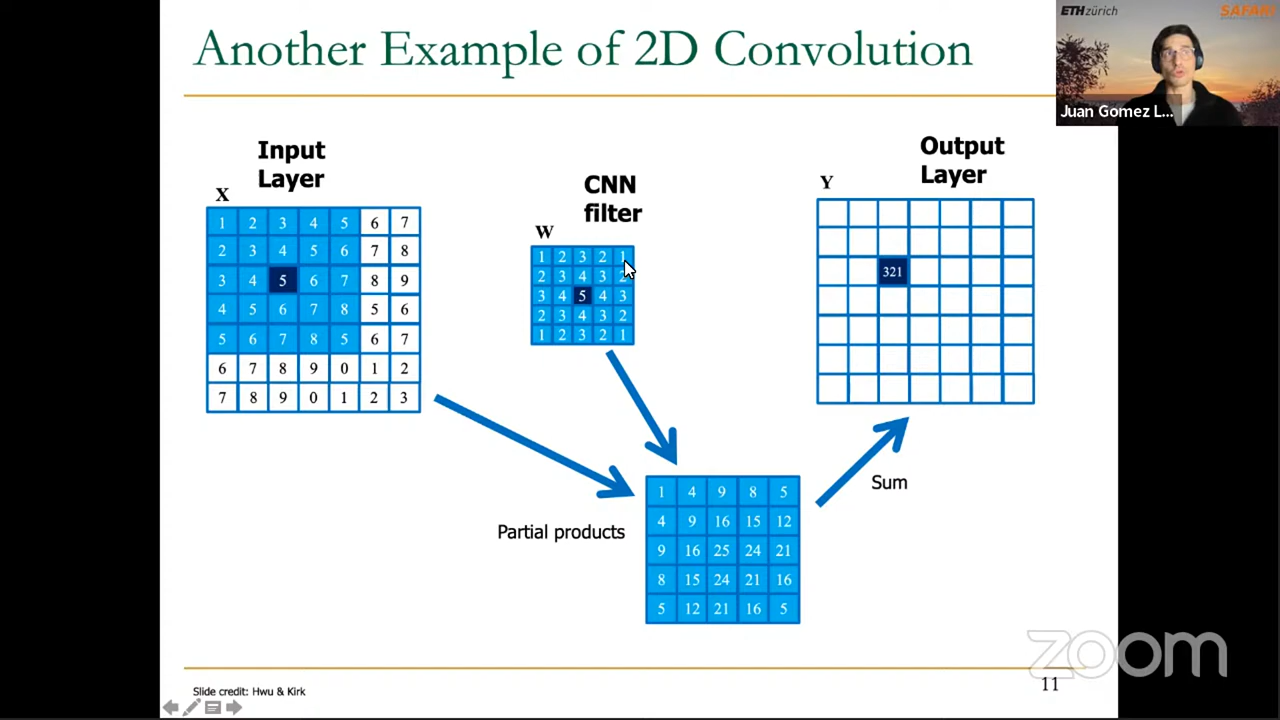 Another Example of 2D Convolution
ETH zürich
SAFARI
Juan Gomez L...
Input
Layer
X
1 2 3 4 5 6 7
2 3 4 5 6 7 8
3 4 5 6 7 8 9
4 5 6 7 8 5 6
5 6 7 8 5 6 7
6 7 8 9 0 1 2
7 8 9 0 1 2 3
CNN
filter
W
1 2 3 2 1
2 3 4 3 2
3 4 5 4 3
2 3 4 3 2
1 2 3 2 1
Output
Layer
Y
321
Partial products
1 4 9 8 5
4 9 16 15 12
9 16 25 24 21
8 15 24 21 16
5 12 21 16 5
Sum
zoom
Slide credit: Hwu & Kirk
11